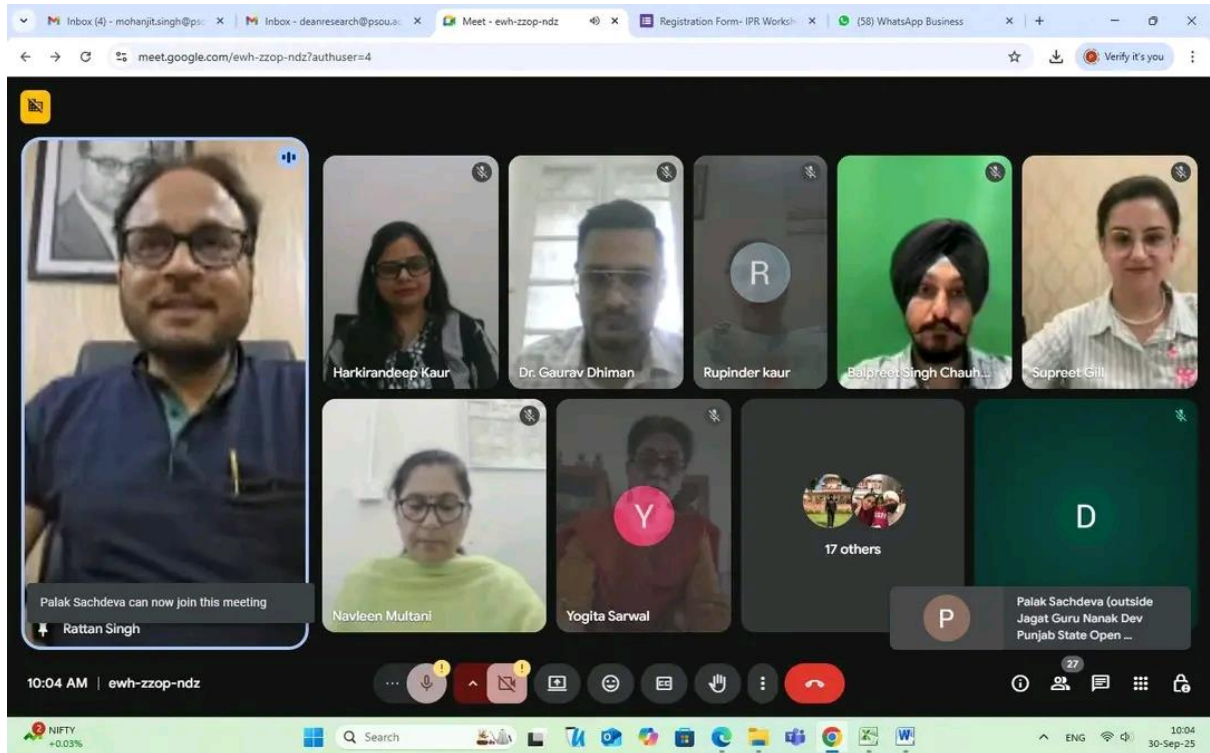 Inbox (4) - mohanjit.singh@pso
Inbox - deanresearch@psou.ac
Meet - ewh-zzop-ndz
Registration Form- IPR Worksh
(58) WhatsApp Business
meet.google.com/ewh-zzop-ndz?authuser=4
Verify it's you
Harkirandeep Kaur
Dr. Gaurav Dhiman
R
Rupinder kaur
Balpreet Singh Chauh...
Supreet Gill
Palak Sachdeva can now join this meeting
Rattan Singh
Navleen Multani
Y
Yogita Sarwal
17 others
D
P
Palak Sachdeva (outside
Jagat Guru Nanak Dev
Punjab State Open ...
10:04 AM | ewh-zzop-ndz
27
NIFTY
+0.03%
2
Search
ENG
10:04
30-Sep-25